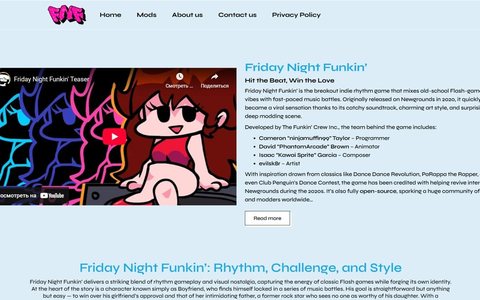 FNF
Home Mods About us Contact us Privacy Policy
Friday Night Funkin' Teaser
Смотреть ...
Поделиться
посмотреть на YouTube
Friday Night Funkin'
Hit the Beat, Win the Love
Friday Night Funkin' is the breakout indie rhythm game that mixes old-school Flash-game
vibes with fast-paced music battles. Originally released on Newgrounds in 2020, it quickly
became a viral sensation thanks to its catchy soundtrack, charming art style, and surprisi
deep modding scene.
Developed by The Funkin' Crew Inc., the team behind the game includes:
• Cameron "ninjamuffin99" Taylor – Programmer
• David "PhantomArcade" Brown – Animator
• Isaac "Kawai Sprite" Garcia – Composer
• evilsk8r – Artist
With inspiration drawn from classics like Dance Dance Revolution, PaRappa the Rapper,
even Club Penguin's Dance Contest, the game has been credited with helping revive inter
Newgrounds during the 2020s. It's also fully open-source, sparking a huge community of
and modders worldwide...
Read more
Friday Night Funkin': Rhythm, Challenge, and Style
Friday Night Funkin' delivers a striking blend of rhythm gameplay and visual nostalgia, capturing the energy of classic Flash games while forging its own identity.
At the heart of the story is a character known simply as Boyfriend, who finds himself locked in a series of music battles. His goal is straightforward but anything
but easy — to win over his girlfriend's approval and that of her intimidating father, a former rock star who sees no one as worthy of his daughter. With a